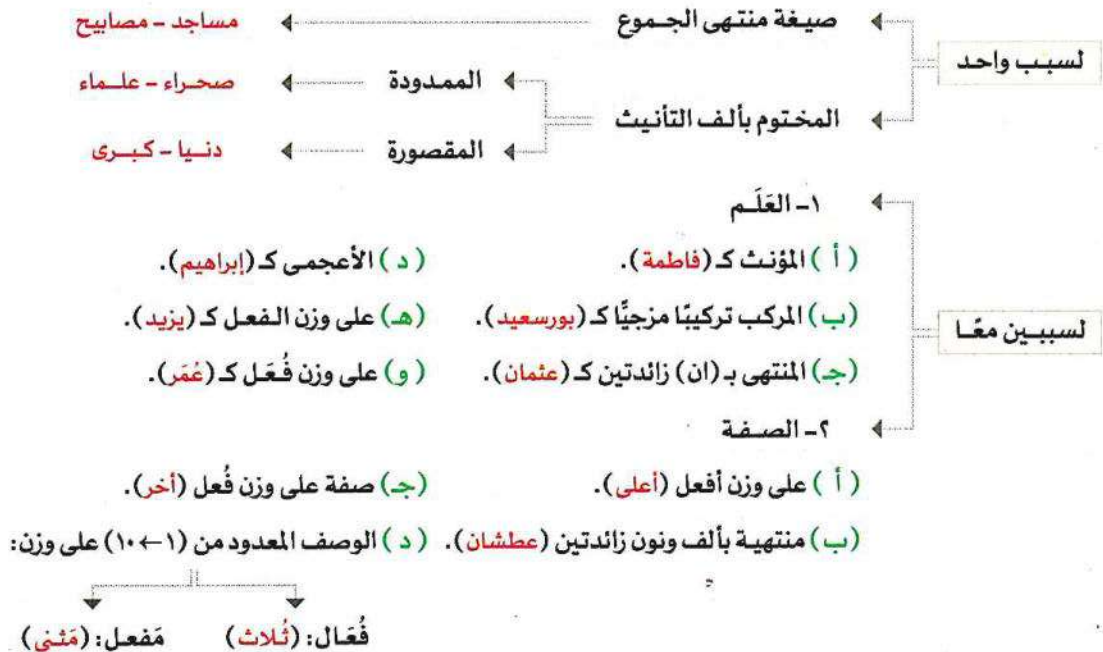 لسبب واحد
صيغة منتهى الجموع مساجد - مصابيح
المختوم بألف التأنيث
الممدودة صحراء - علماء
المقصورة دنيا - كبرى
لسببين معًا
١- العَلَم
( أ ) المؤنث كـ (فاطمة). ( د ) الأعجمى كـ (إبراهيم).
(ب) المركب تركيبًا مزجيًّا كـ (بورسعيد). (هـ) على وزن الفعل كـ (يزيد).
(جـ) المنتهى بـ (ان) زائدتين كـ (عثمان). ( و ) على وزن فُعَل كـ (عُمَر).
٢- الصفة
( أ ) على وزن أفعل (أعلى). (جـ) صفة على وزن فُعل (أخر).
(ب) منتهية بألف ونون زائدتين (عطشان). ( د ) الوصف المعدود من (١ ← ١٠) على وزن:
فُعَال: (ثُلاث) مَفعل: (مَثنى)